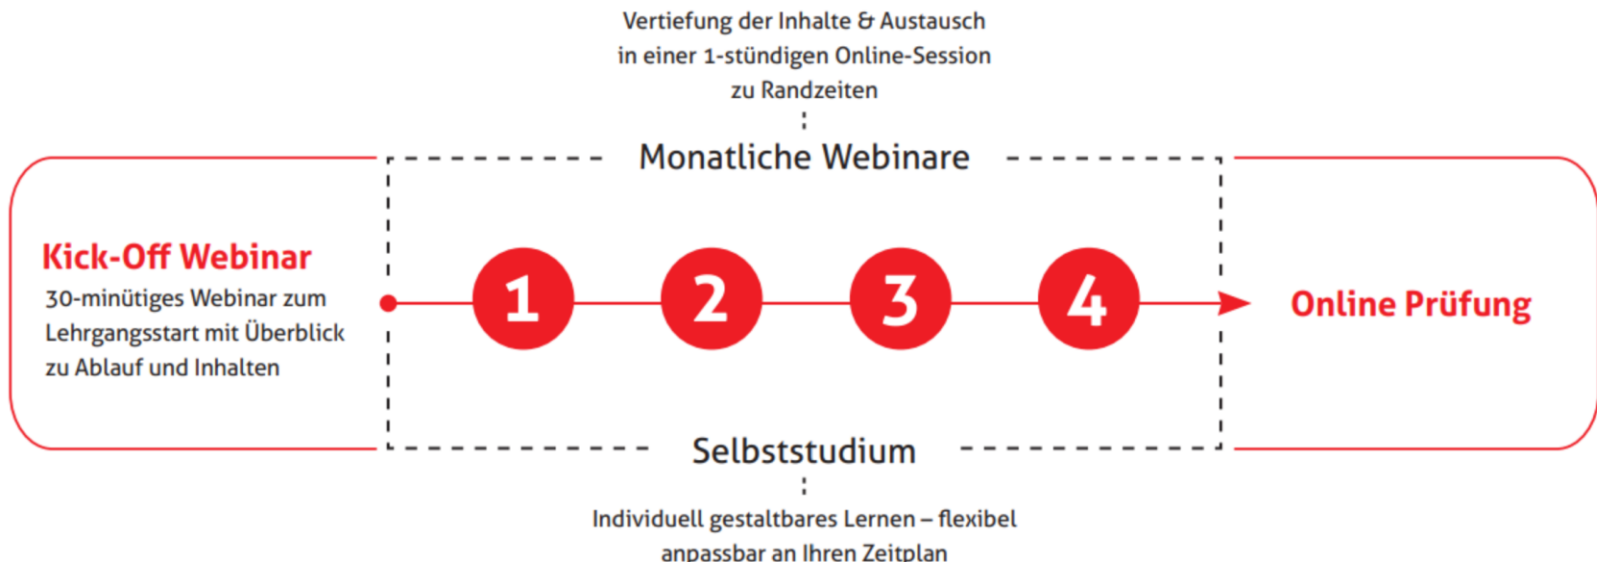 Vertiefung der Inhalte & Austausch
in einer 1-stündigen Online-Session
zu Randzeiten
Monatliche Webinare
Kick-Off Webinar
30-minütiges Webinar zum
Lehrgangsstart mit Überblick
zu Ablauf und Inhalten
1 2 3 4
Online Prüfung
Selbststudium
Individuell gestaltbares Lernen – flexibel
anpassbar an Ihren Zeitplan